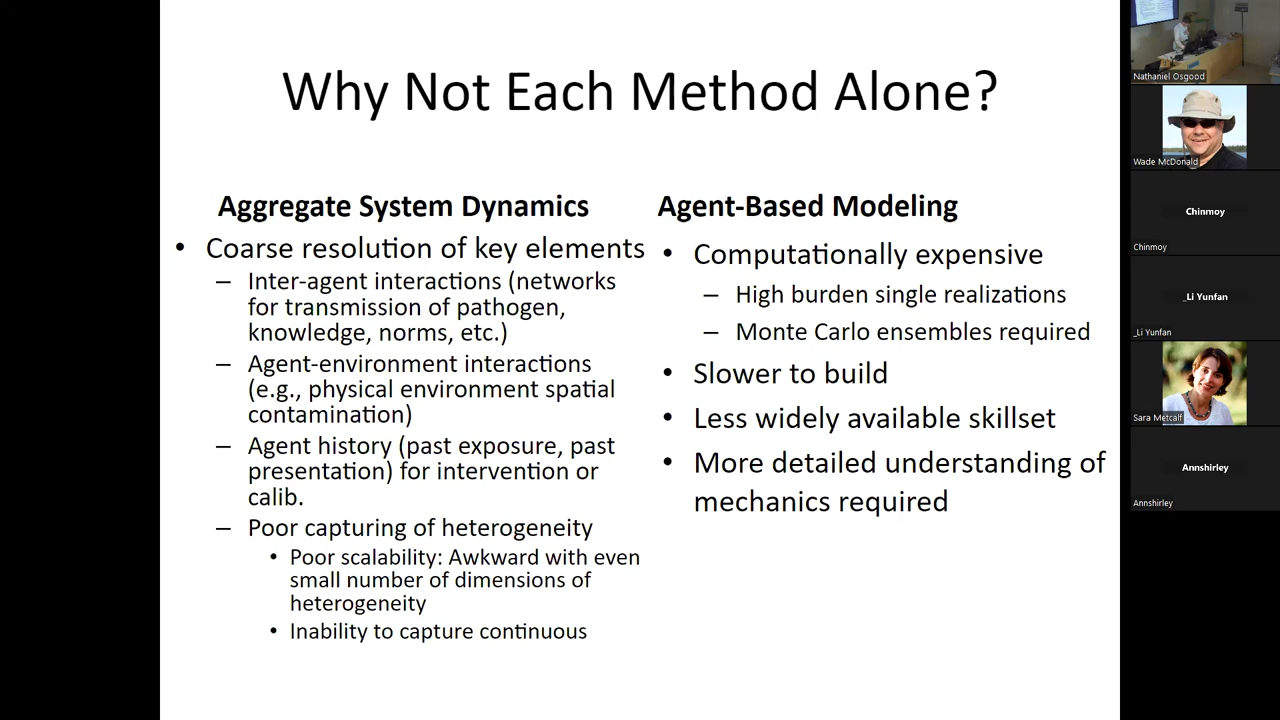 Why Not Each Method Alone?
Aggregate System Dynamics
• Coarse resolution of key elements
– Inter-agent interactions (networks
for transmission of pathogen,
knowledge, norms, etc.)
– Agent-environment interactions
(e.g., physical environment spatial
contamination)
– Agent history (past exposure, past
presentation) for intervention or
calib.
– Poor capturing of heterogeneity
• Poor scalability: Awkward with even
small number of dimensions of
heterogeneity
• Inability to capture continuous
Agent-Based Modeling
• Computationally expensive
– High burden single realizations
– Monte Carlo ensembles required
• Slower to build
• Less widely available skillset
• More detailed understanding of
mechanics required
Nathaniel Osgood
Wade McDonald
Chinmoy
Chinmoy
_Li Yunfan
_Li Yunfan
Sara Metcalf
Annshirley
Annshirley